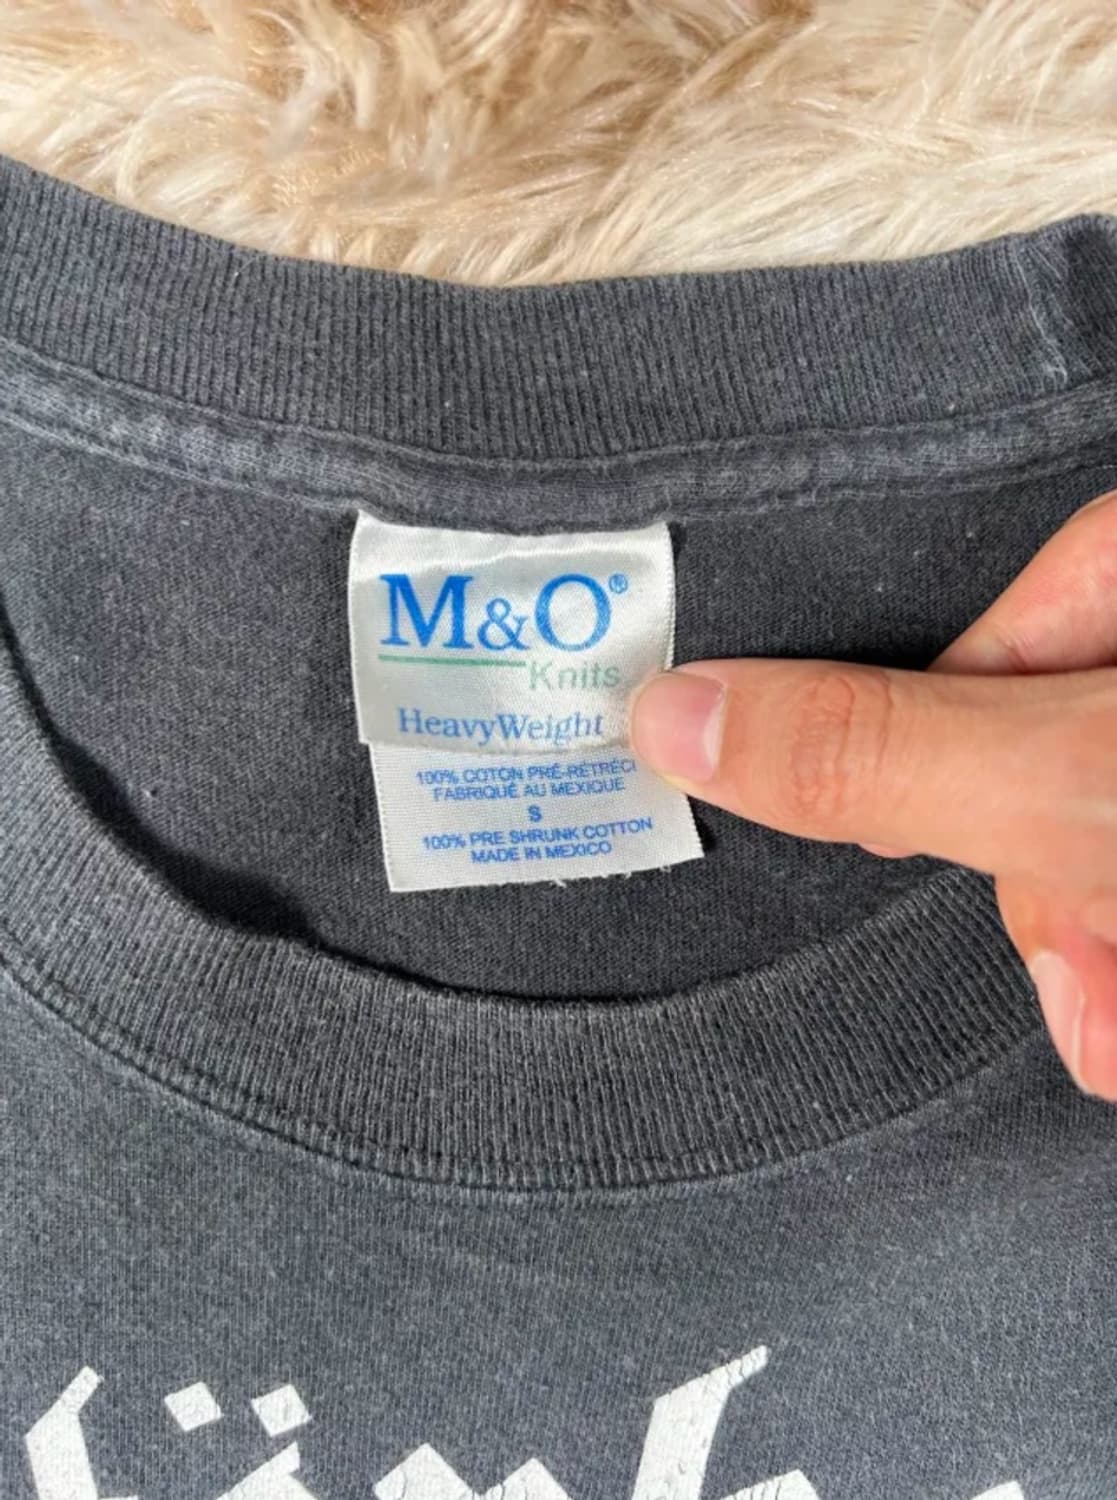 M&O®
Knits
HeavyWeight
100% COTON PRÉ-RÉTRÉCI
FABRIQUÉ AU MEXIQUE
S
100% PRE SHRUNK COTTON
MADE IN MEXICO